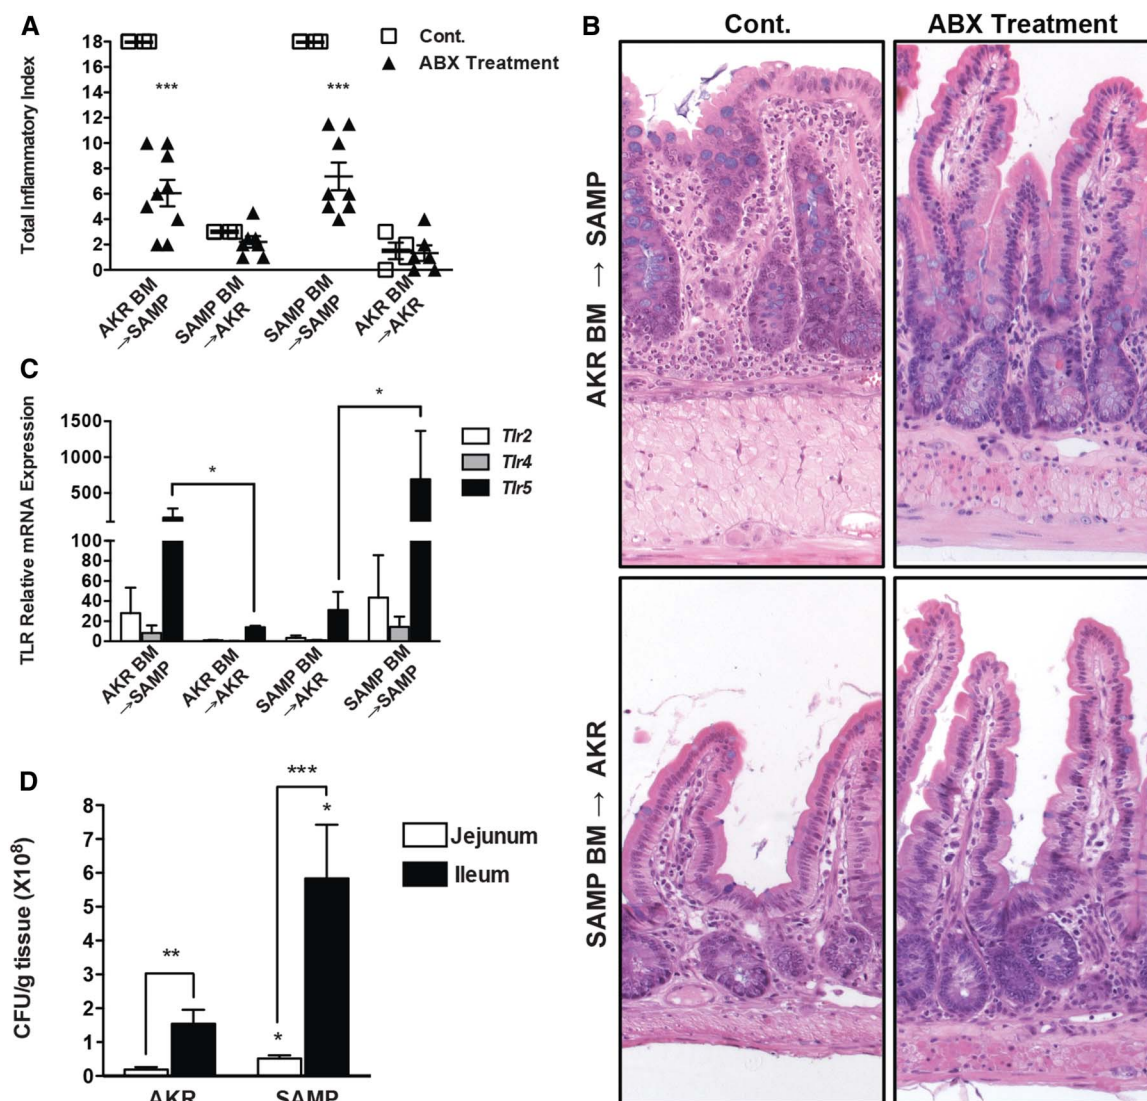 A
Total Inflammatory Index
18
16
14
12
10
8
6
4
2
0
***
***
Cont.
ABX Treatment
AKR BM
→SAMP
SAMP BM
→AKR
SAMP BM
→SAMP
AKR BM
→AKR
B
Cont.
ABX Treatment
AKR BM → SAMP
SAMP BM → AKR
C
TLR Relative mRNA Expression
1500
1000
500
100
80
60
40
20
0
*
*
Tlr2
Tlr4
Tlr5
AKR BM
→SAMP
AKR BM
→AKR
SAMP BM
→AKR
SAMP BM
→SAMP
D
CFU/g tissue (X10⁸)
8
7
6
5
4
3
2
1
0
**
***
*
*
Jejunum
Ileum
AKR
SAMP